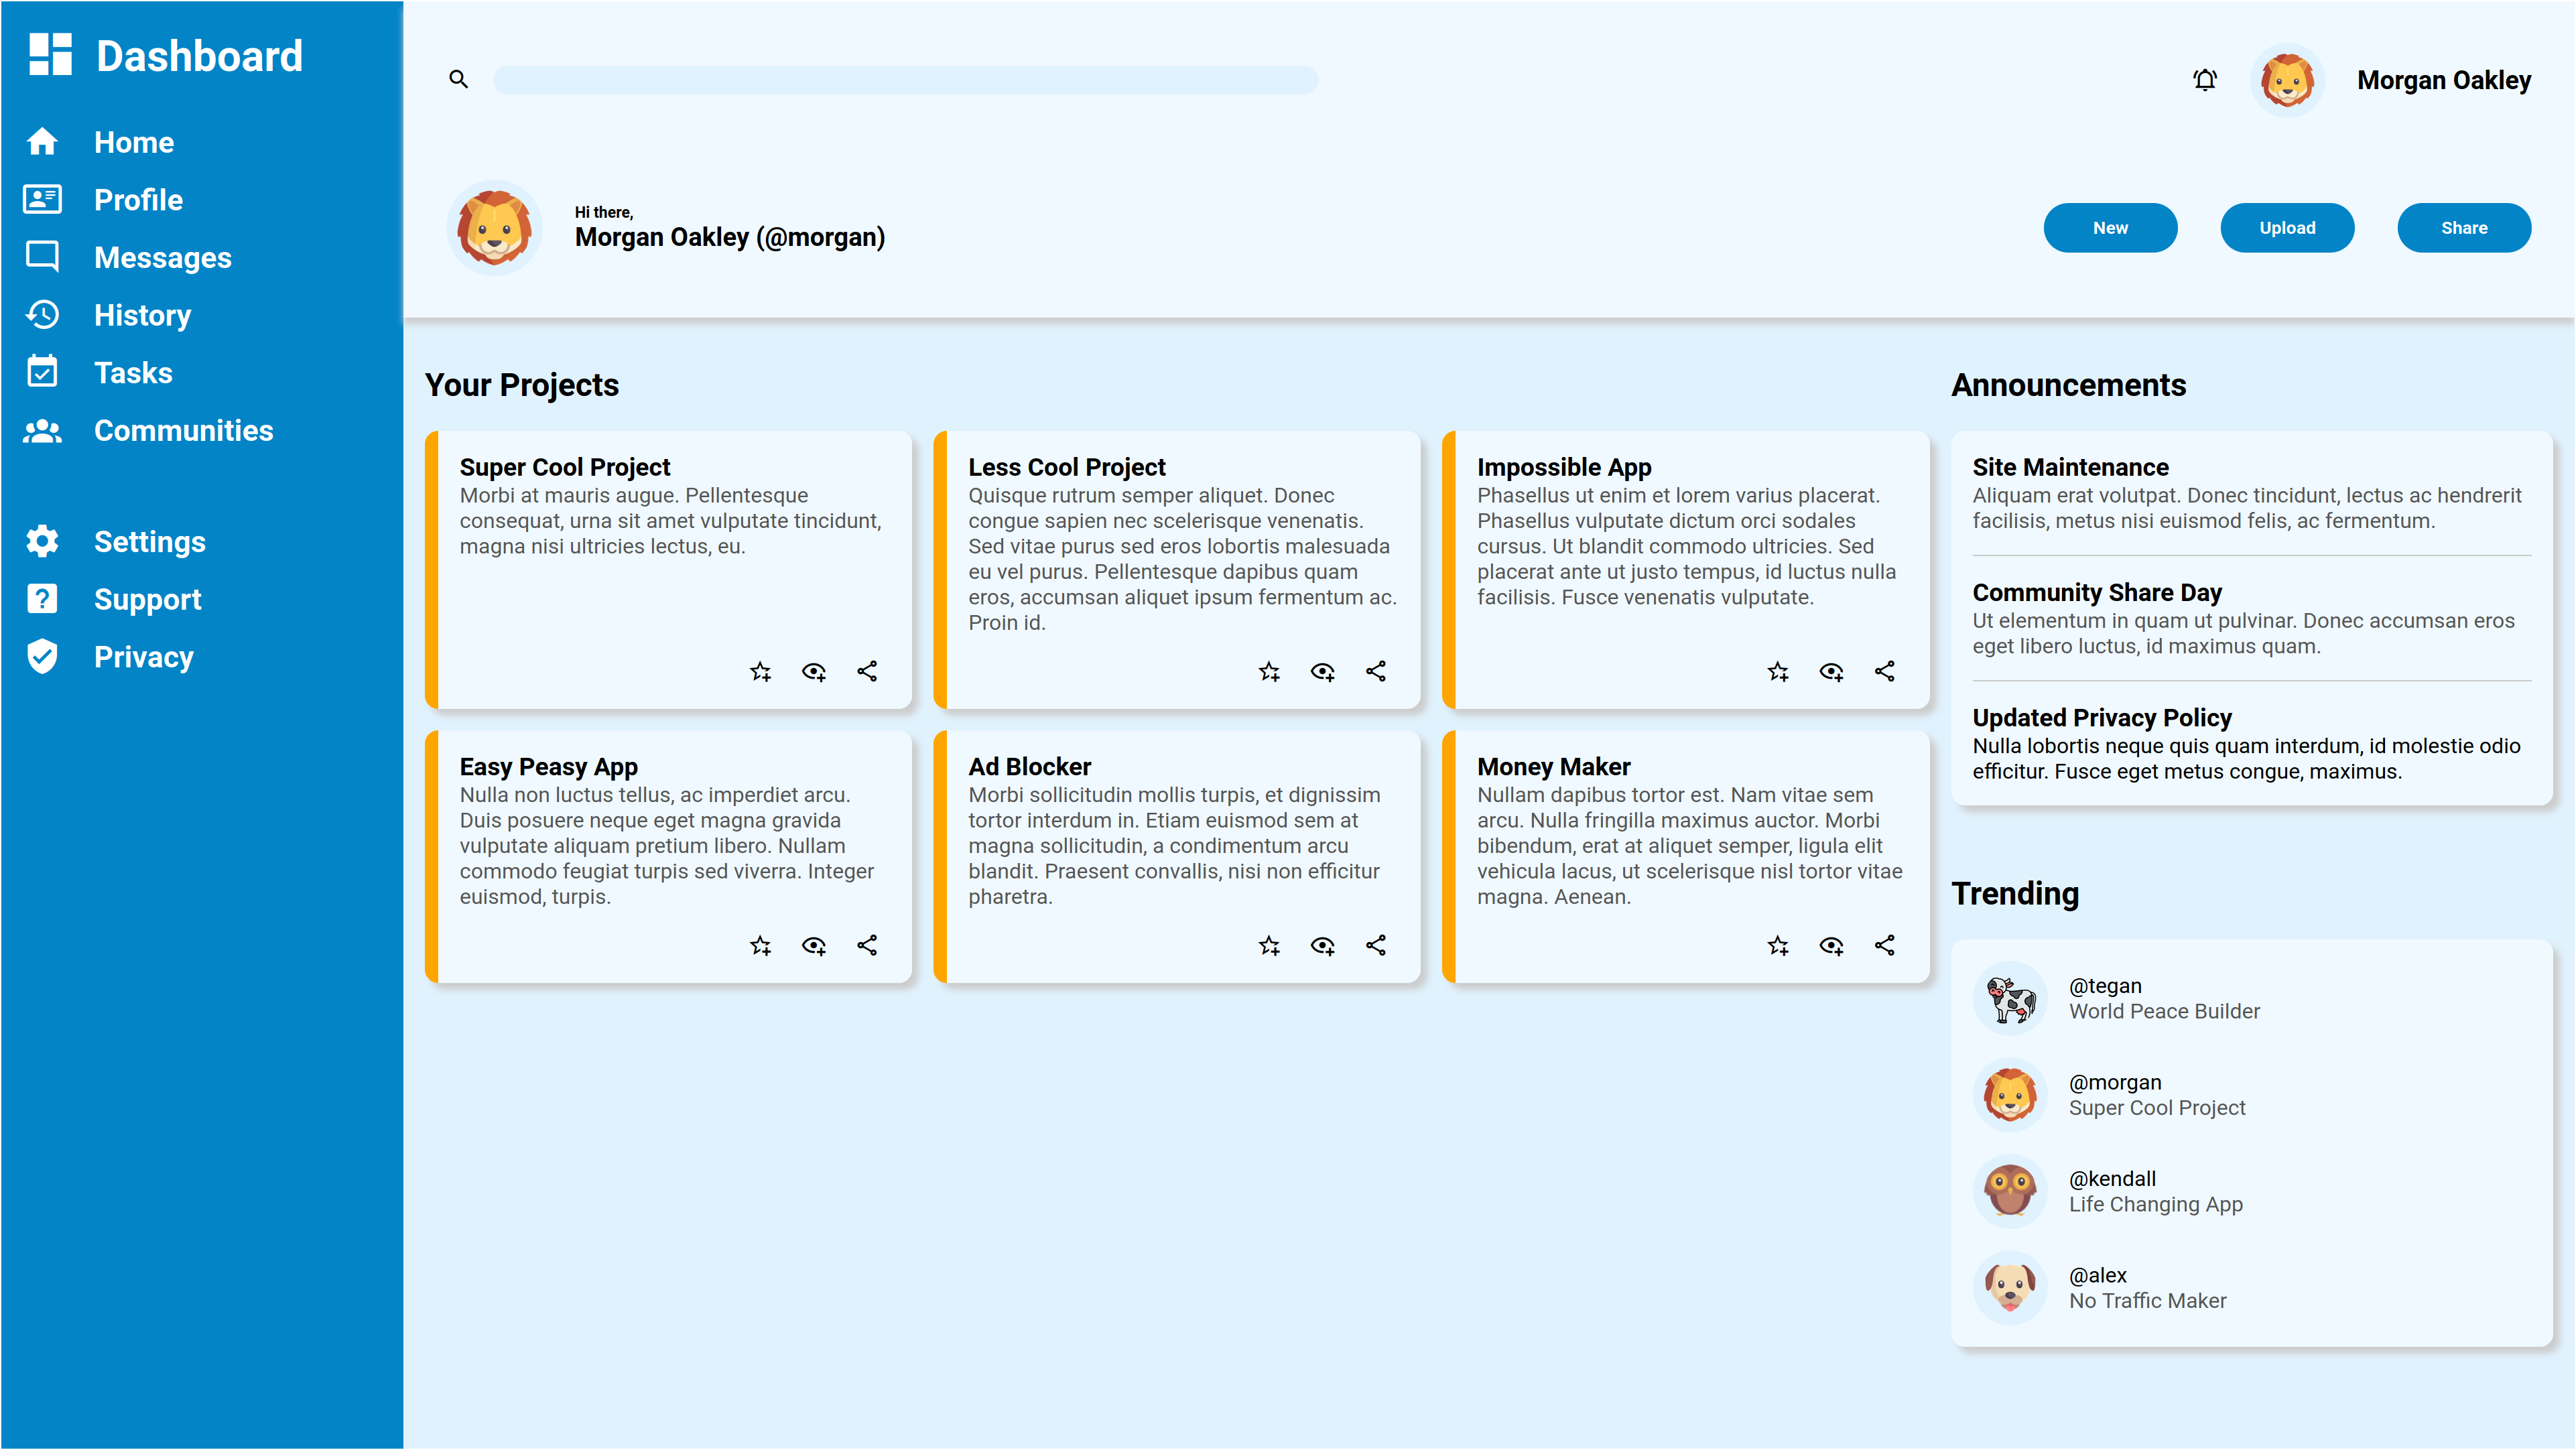 Dashboard
Home
Profile
Messages
History
Tasks
Communities
Settings
Support
Privacy
Morgan Oakley
Hi there,
Morgan Oakley (@morgan)
New
Upload
Share
Your Projects
Super Cool Project
Morbi at mauris augue. Pellentesque
consequat, urna sit amet vulputate tincidunt,
magna nisi ultricies lectus, eu.
Less Cool Project
Quisque rutrum semper aliquet. Donec
congue sapien nec scelerisque venenatis.
Sed vitae purus sed eros lobortis malesuada
eu vel purus. Pellentesque dapibus quam
eros, accumsan aliquet ipsum fermentum ac.
Proin id.
Impossible App
Phasellus ut enim et lorem varius placerat.
Phasellus vulputate dictum orci sodales
cursus. Ut blandit commodo ultricies. Sed
placerat ante ut justo tempus, id luctus nulla
facilisis. Fusce venenatis vulputate.
Easy Peasy App
Nulla non luctus tellus, ac imperdiet arcu.
Duis posuere neque eget magna gravida
vulputate aliquam pretium libero. Nullam
commodo feugiat turpis sed viverra. Integer
euismod, turpis.
Ad Blocker
Morbi sollicitudin mollis turpis, et dignissim
tortor interdum in. Etiam euismod sem at
magna sollicitudin, a condimentum arcu
blandit. Praesent convallis, nisi non efficitur
pharetra.
Money Maker
Nullam dapibus tortor est. Nam vitae sem
arcu. Nulla fringilla maximus auctor. Morbi
bibendum, erat at aliquet semper, ligula elit
vehicula lacus, ut scelerisque nisl tortor vitae
magna. Aenean.
Announcements
Site Maintenance
Aliquam erat volutpat. Donec tincidunt, lectus ac hendrerit
facilisis, metus nisi euismod felis, ac fermentum.
Community Share Day
Ut elementum in quam ut pulvinar. Donec accumsan eros
eget libero luctus, id maximus quam.
Updated Privacy Policy
Nulla lobortis neque quis quam interdum, id molestie odio
efficitur. Fusce eget metus congue, maximus.
Trending
@tegan
World Peace Builder
@morgan
Super Cool Project
@kendall
Life Changing App
@alex
No Traffic Maker